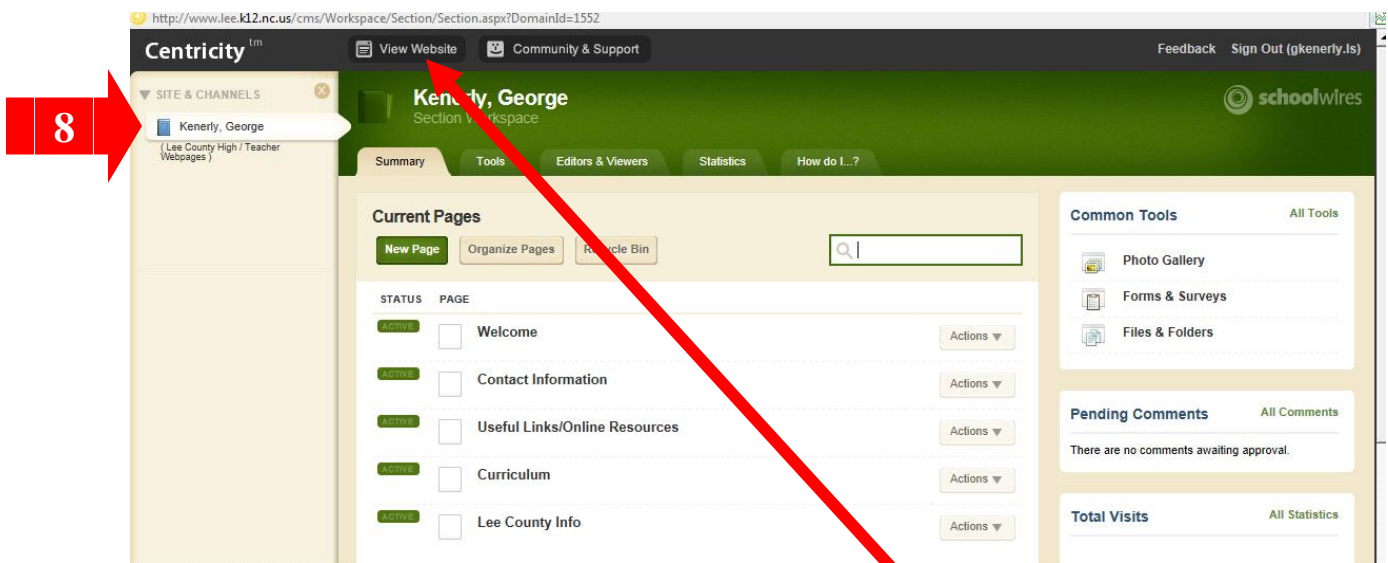 http://www.lee.k12.nc.us/cms/Workspace/Section/Section.aspx?DomainId=1552
Centricity tm
View Website
Community & Support
Feedback
Sign Out (gkenerly.ls)
8
SITE & CHANNELS
Kenerly, George
( Lee County High / Teacher
Webpages )
Kenerly, George
Section Workspace
schoolwires
Summary
Tools
Editors & Viewers
Statistics
How do I...?
Current Pages
New Page
Organize Pages
Recycle Bin
STATUS PAGE
ACTIVE Welcome Actions
ACTIVE Contact Information Actions
ACTIVE Useful Links/Online Resources Actions
ACTIVE Curriculum Actions
ACTIVE Lee County Info Actions
Common Tools All Tools
Photo Gallery
Forms & Surveys
Files & Folders
Pending Comments All Comments
There are no comments awaiting approval.
Total Visits All Statistics